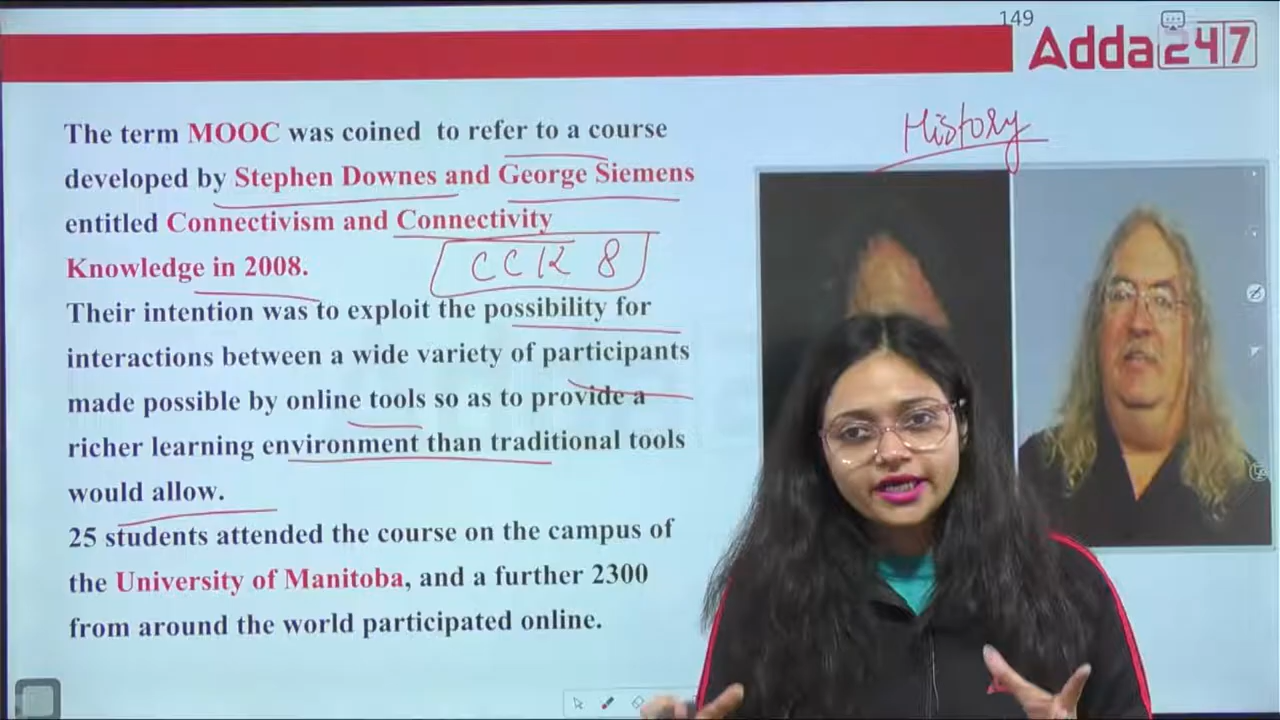 149
Adda 247
History
The term MOOC was coined to refer to a course
developed by Stephen Downes and George Siemens
entitled Connectivism and Connectivity
Knowledge in 2008.
CCK 8
Their intention was to exploit the possibility for
interactions between a wide variety of participants
made possible by online tools so as to provide a
richer learning environment than traditional tools
would allow.
25 students attended the course on the campus of
the University of Manitoba, and a further 2300
from around the world participated online.